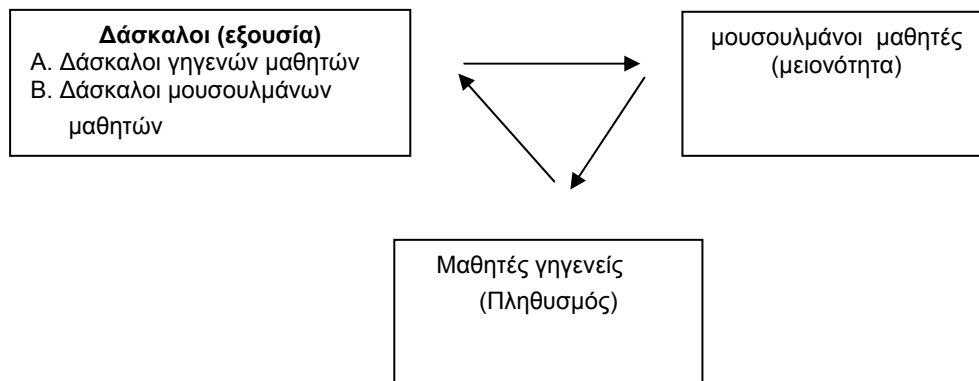 Δάσκαλοι (εξουσία)
Α. Δάσκαλοι γηγενών μαθητών
Β. Δάσκαλοι μουσουλμάνων
μαθητών
μουσουλμάνοι μαθητές
(μειονότητα)
Μαθητές γηγενείς
(Πληθυσμός)